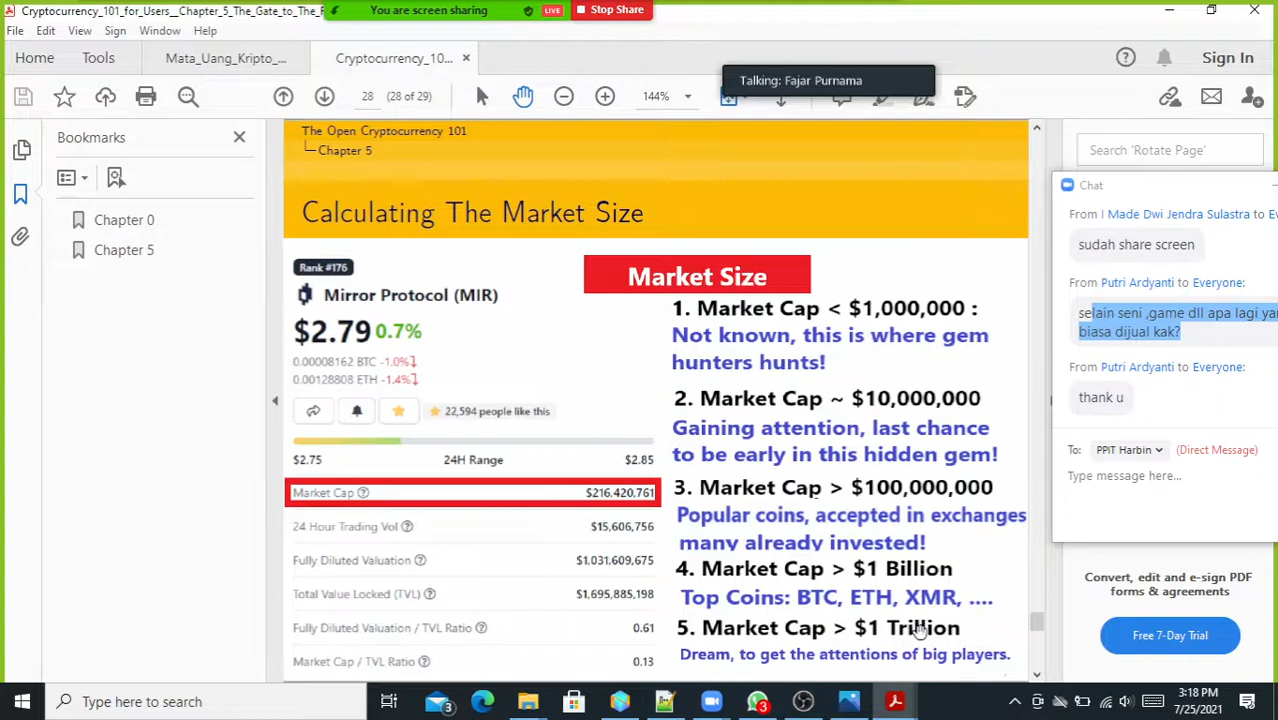 Cryptocurrency_101_for_Users__Chapter_5_The_Gate_to_The_
You are screen sharing
LIVE
Stop Share
File Edit View Sign Window Help
Home Tools Mata_Uang_Kripto_... Cryptocurrency_10... ×
Sign In
Talking: Fajar Purnama
28 (28 of 29)
144%
Bookmarks
Chapter 0
Chapter 5
The Open Cryptocurrency 101
Chapter 5
Calculating The Market Size
Rank #176
Mirror Protocol (MIR)
$2.79 0.7%
0.00008162 BTC -1.0%
0.00128808 ETH -1.4%
22,594 people like this
$2.75 24H Range $2.85
Market Cap $216,420,761
24 Hour Trading Vol $15,606,756
Fully Diluted Valuation $1,031,609,675
Total Value Locked (TVL) $1,695,885,198
Fully Diluted Valuation / TVL Ratio 0.61
Market Cap / TVL Ratio 0.13
Market Size
1. Market Cap < $1,000,000 :
Not known, this is where gem
hunters hunts!
2. Market Cap ~ $10,000,000
Gaining attention, last chance
to be early in this hidden gem!
3. Market Cap > $100,000,000
Popular coins, accepted in exchanges
many already invested!
4. Market Cap > $1 Billion
Top Coins: BTC, ETH, XMR, ....
5. Market Cap > $1 Trillion
Dream, to get the attentions of big players.
Search 'Rotate Page'
Chat
From I Made Dwi Jendra Sulastra to
sudah share screen
From Putri Ardyanti to Everyone:
selain seni ,game dll apa lagi
biasa dijual kak?
From Putri Ardyanti to Everyone:
thank u
To: PPIT Harbin (Direct Message)
Type message here...
Convert, edit and e-sign PDF
forms & agreements
Free 7-Day Trial
Type here to search
3
3
3:18 PM
7/25/2021